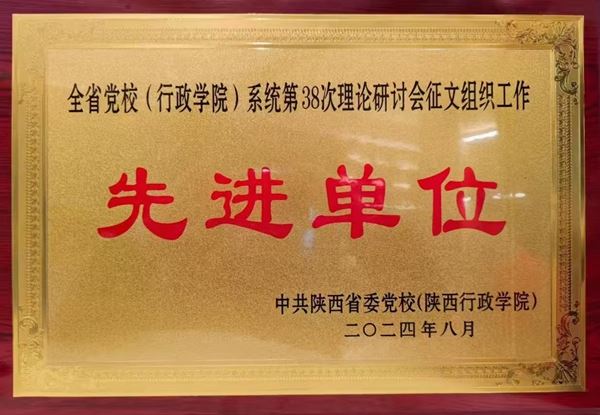 全省党校（行政学院）系统第38次理论研讨会征文组织工作
先进单位
中共陕西省委党校(陕西行政学院)
二〇二四年八月